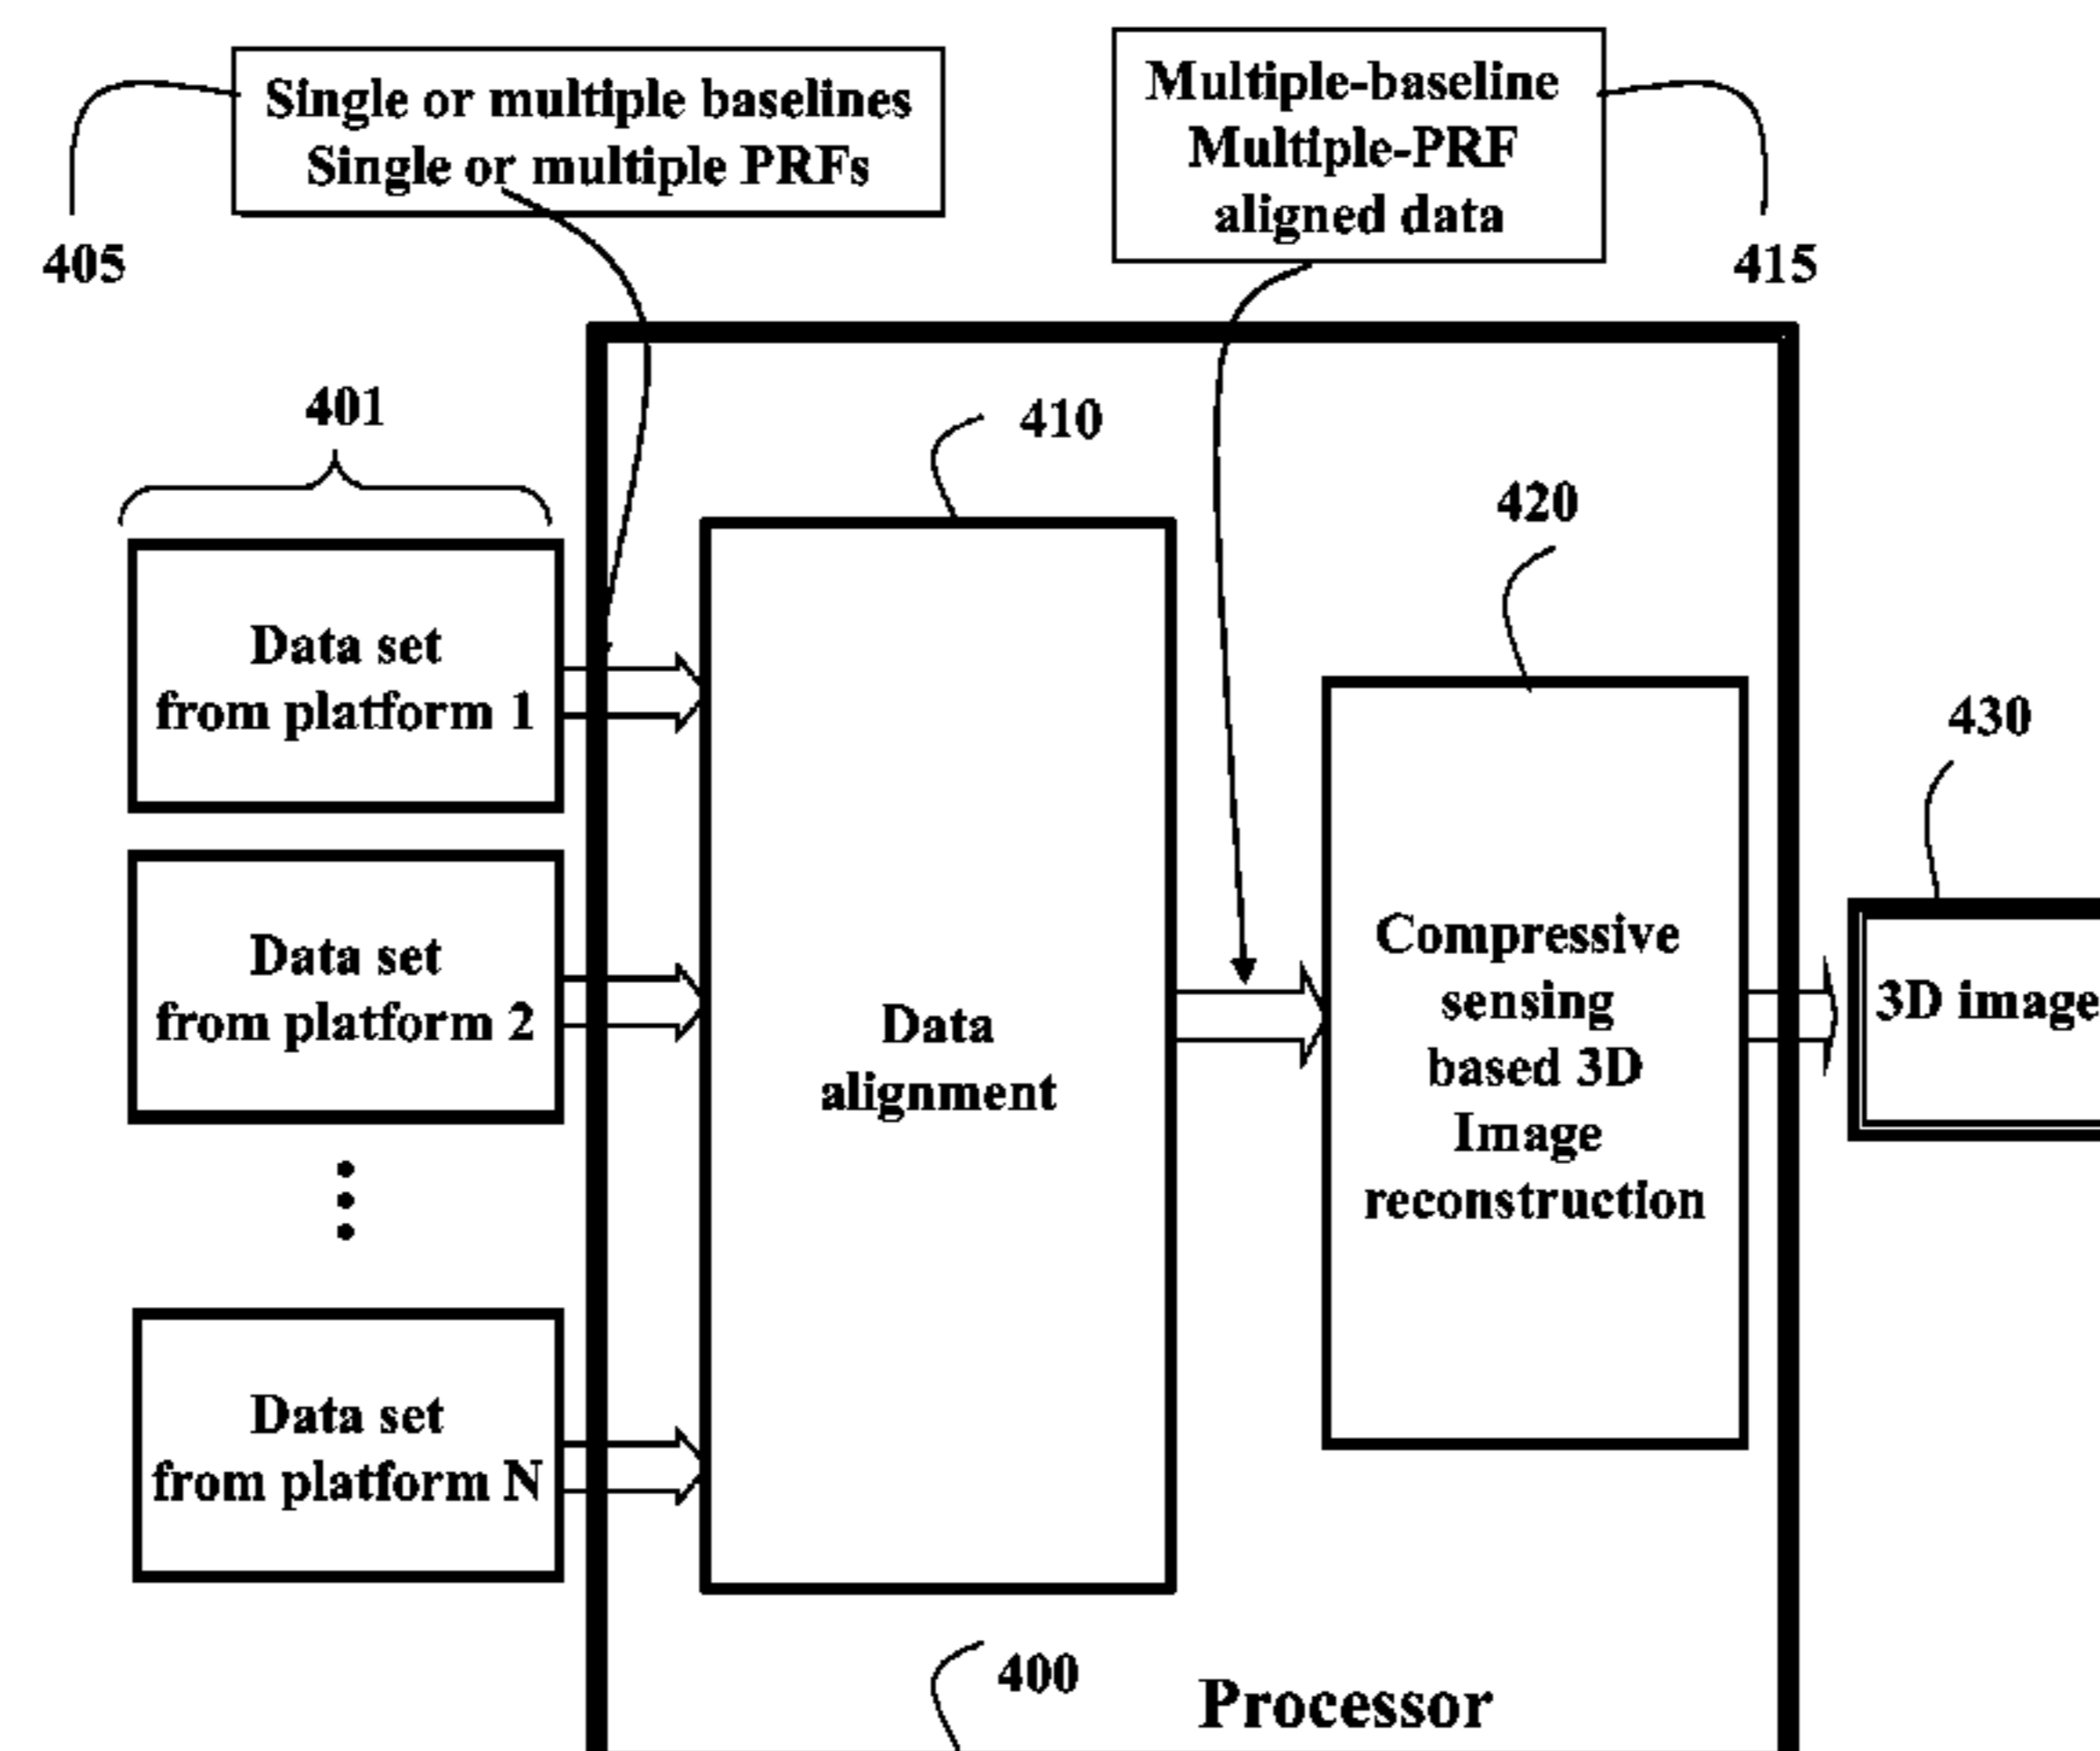 Single or multiple baselines
Single or multiple PRFs
405
Multiple-baseline
Multiple-PRF
aligned data
415
401
410
420
430
Data set
from platform 1
Data set
from platform 2
Data set
from platform N
Data
alignment
Compressive
sensing
based 3D
Image
reconstruction
3D image
400
Processor